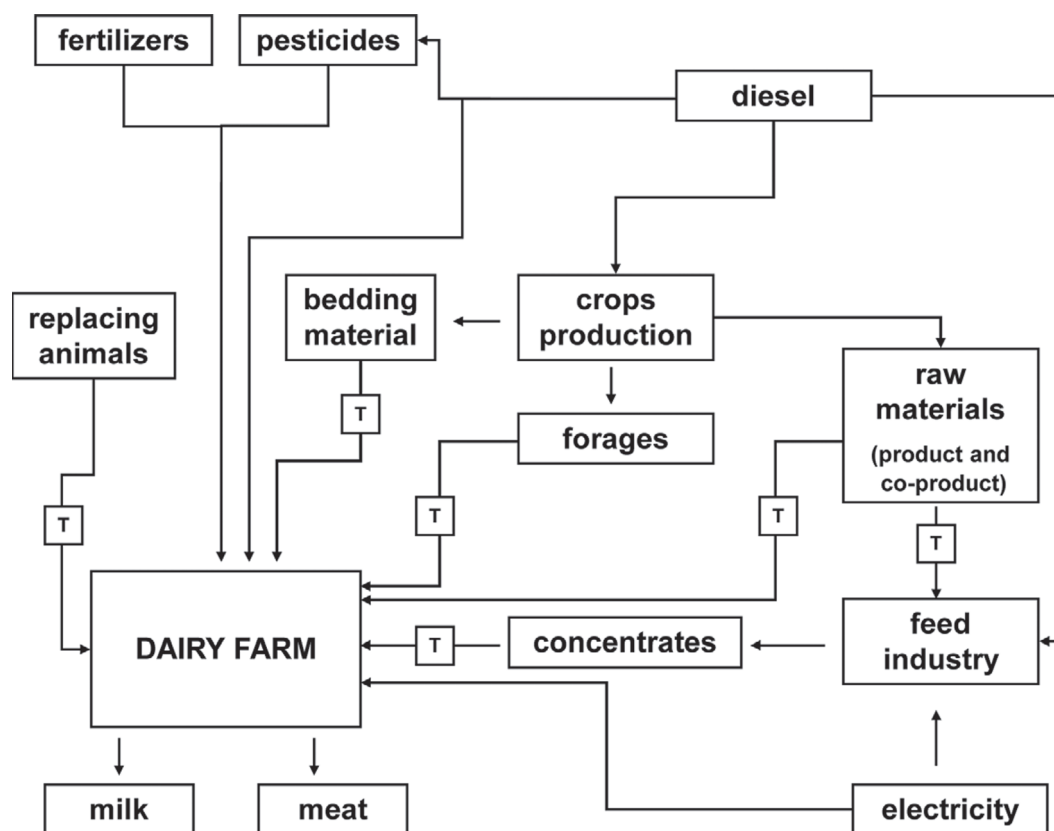 fertilizers
pesticides
diesel
replacing
animals
bedding
material
crops
production
raw
materials
(product and
co-product)
T
forages
T
T
T
T
DAIRY FARM
T
concentrates
feed
industry
milk
meat
electricity